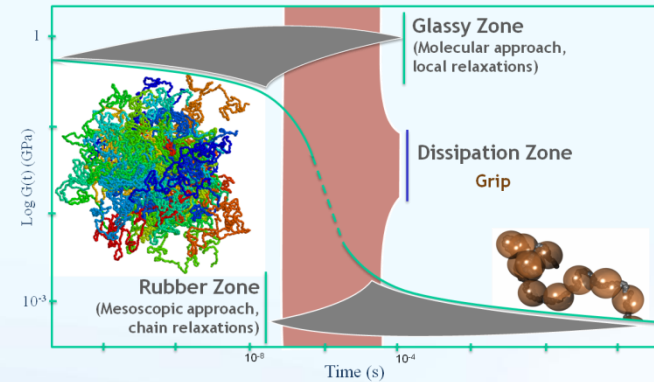 Glassy Zone
(Molecular approach,
local relaxations)
Dissipation Zone
Grip
Rubber Zone
(Mesoscopic approach,
chain relaxations)
Log G(t) (GPa)
1
10⁻³
10⁻⁸
10⁻⁴
Time (s)